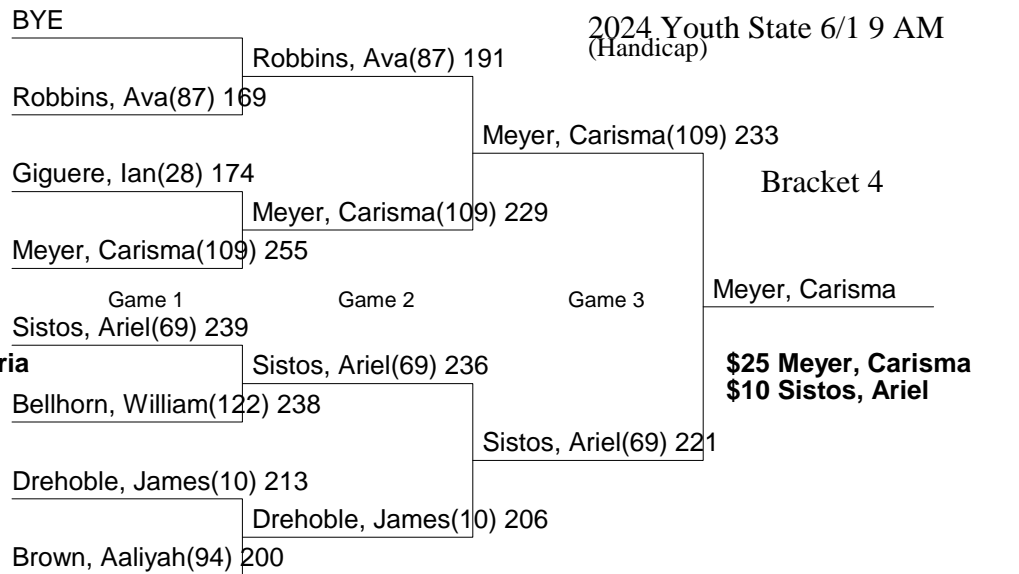 BYE
2024 Youth State 6/1 9 AM
(Handicap)
Robbins, Ava(87) 191
Robbins, Ava(87) 169
Meyer, Carisma(109) 233
Giguere, Ian(28) 174
Bracket 4
Meyer, Carisma(109) 229
Meyer, Carisma(109) 255
Game 1 Game 2 Game 3
Meyer, Carisma
Sistos, Ariel(69) 239
ria
Sistos, Ariel(69) 236
$25 Meyer, Carisma
$10 Sistos, Ariel
Bellhorn, William(122) 238
Sistos, Ariel(69) 221
Drehoble, James(10) 213
Drehoble, James(10) 206
Brown, Aaliyah(94) 200